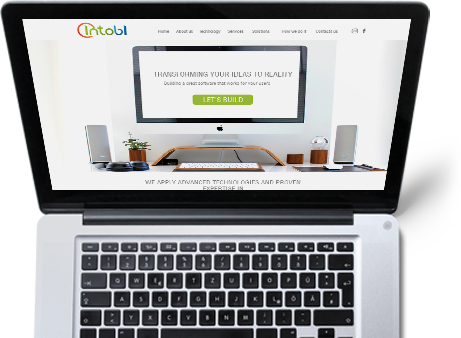 Intobi
Home About us Technology Services Solutions How we do it Contact us
TRANSFORMING YOUR IDEAS TO REALITY
Building a great software that works for your users
LET'S BUILD
WE APPLY ADVANCED TECHNOLOGIES AND PROVEN
EXPERTISE IN